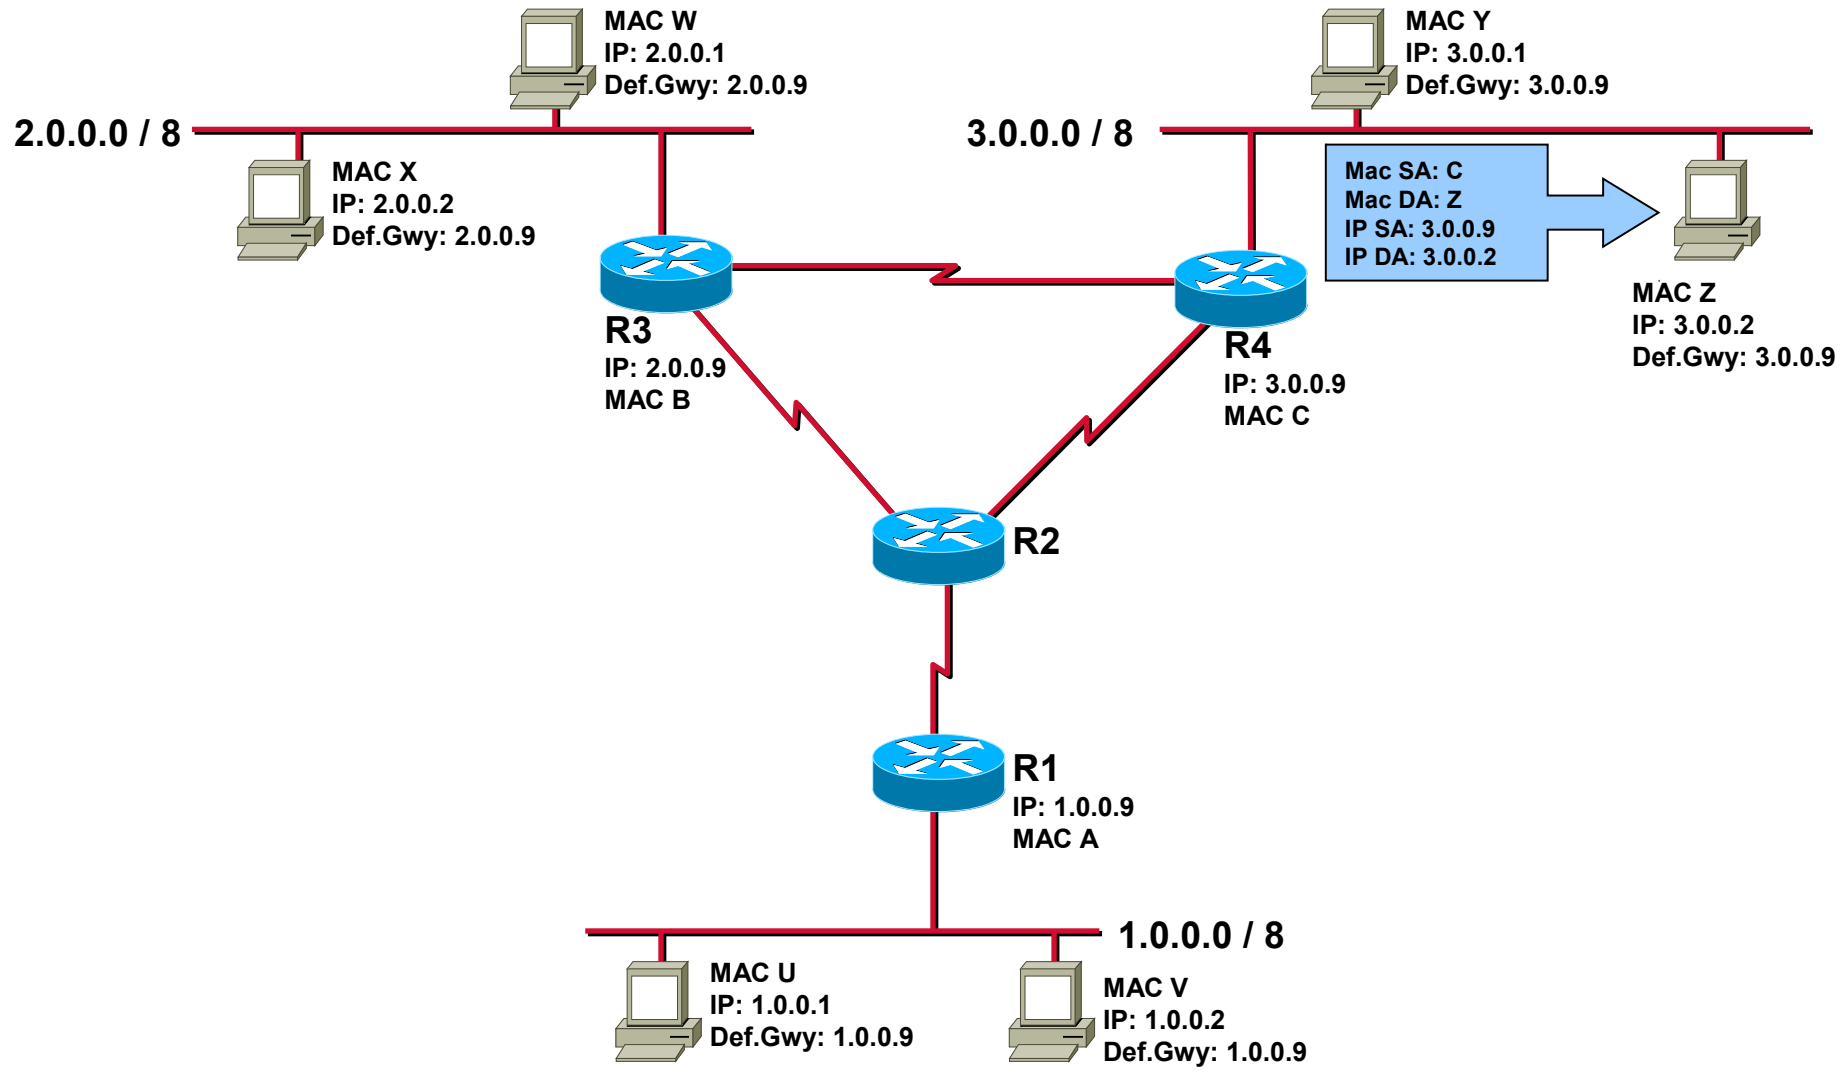 MAC W
IP: 2.0.0.1
Def.Gwy: 2.0.0.9
MAC Y
IP: 3.0.0.1
Def.Gwy: 3.0.0.9
2.0.0.0 / 8
3.0.0.0 / 8
MAC X
IP: 2.0.0.2
Def.Gwy: 2.0.0.9
Mac SA: C
Mac DA: Z
IP SA: 3.0.0.9
IP DA: 3.0.0.2
MAC Z
IP: 3.0.0.2
Def.Gwy: 3.0.0.9
R3
IP: 2.0.0.9
MAC B
R4
IP: 3.0.0.9
MAC C
R2
R1
IP: 1.0.0.9
MAC A
1.0.0.0 / 8
MAC U
IP: 1.0.0.1
Def.Gwy: 1.0.0.9
MAC V
IP: 1.0.0.2
Def.Gwy: 1.0.0.9